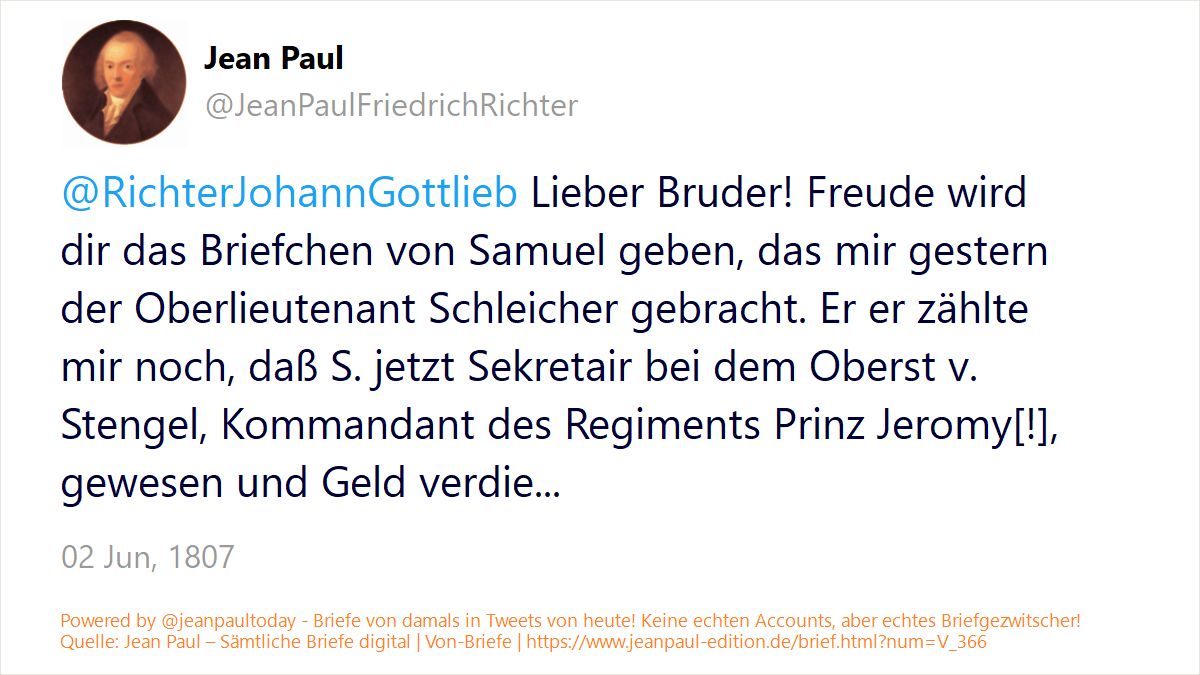 Jean Paul
@JeanPaulFriedrichRichter
@RichterJohannGottlieb Lieber Bruder! Freude wird
dir das Briefchen von Samuel geben, das mir gestern
der Oberlieutenant Schleicher gebracht. Er er zählte
mir noch, daß S. jetzt Sekretair bei dem Oberst v.
Stengel, Kommandant des Regiments Prinz Jeromy[!],
gewesen und Geld verdie...
02 Jun, 1807
Powered by @jeanpaultoday - Briefe von damals in Tweets von heute! Keine echten Accounts, aber echtes Briefgezwitscher!
Quelle: Jean Paul – Sämtliche Briefe digital | Von-Briefe | https://www.jeanpaul-edition.de/brief.html?num=V_366